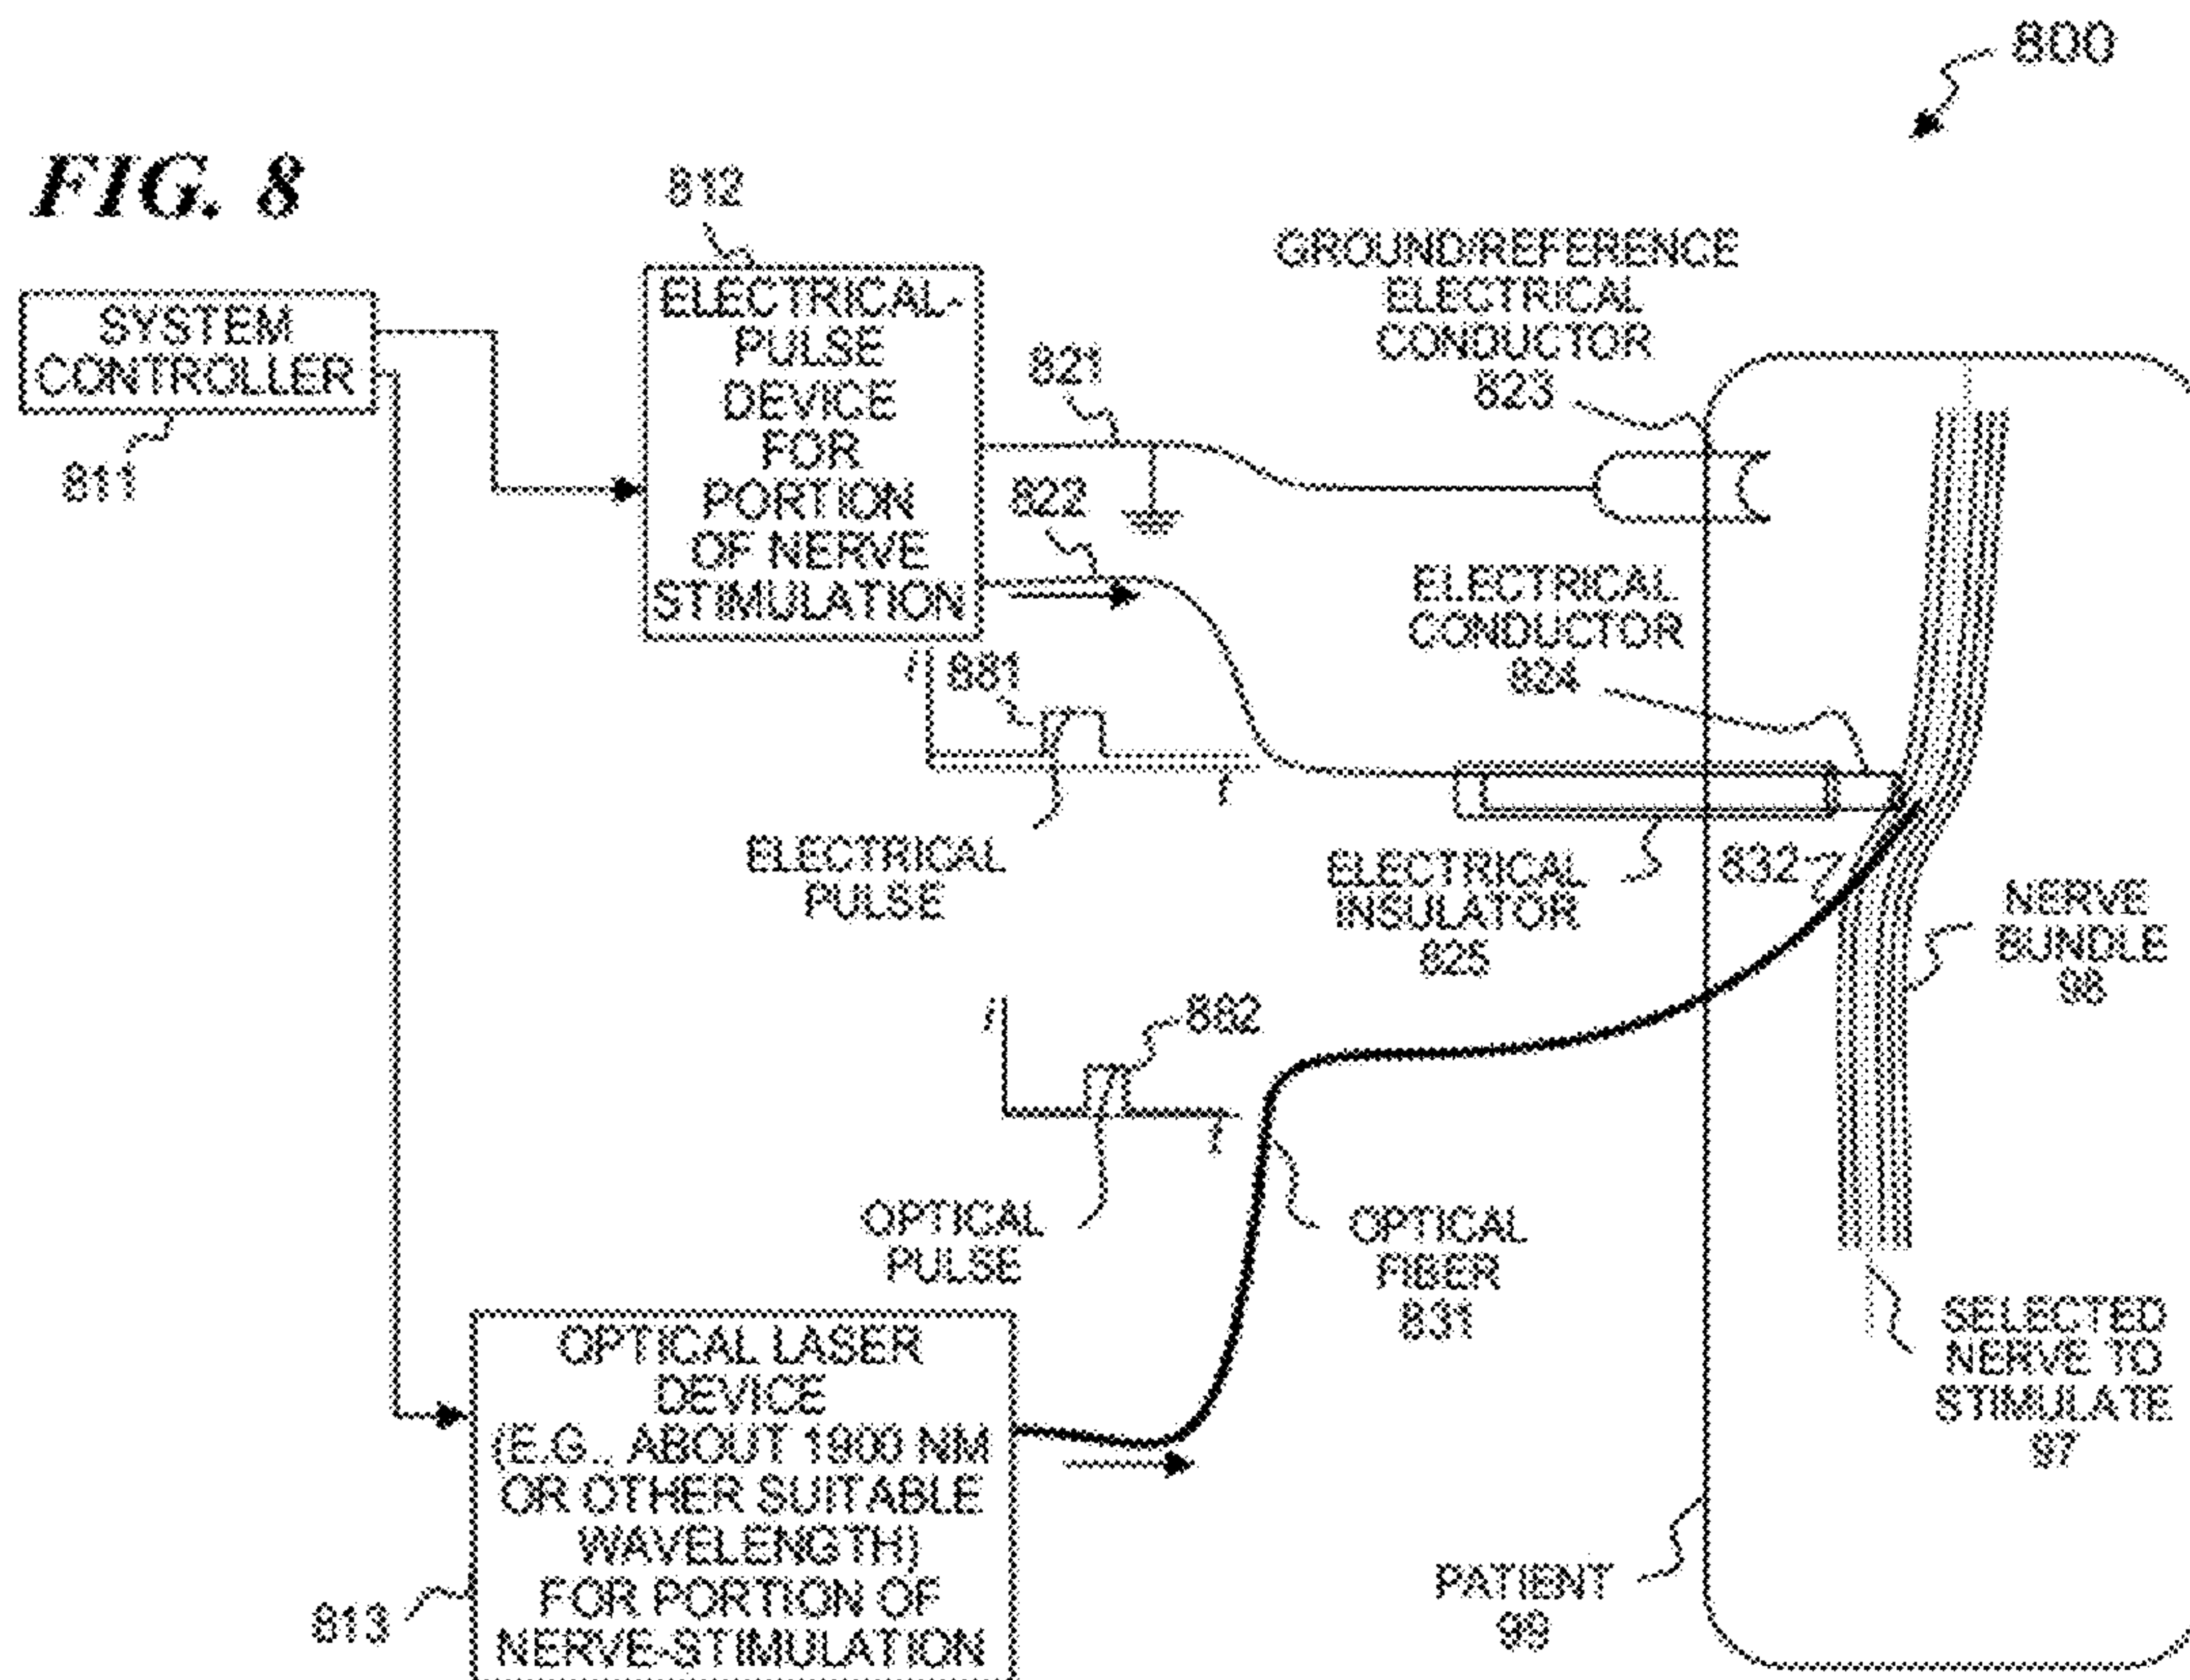 800
FIG. 8
812
SYSTEM
CONTROLLER
811
ELECTRICAL-
PULSE
DEVICE
FOR
PORTION
OF NERVE
STIMULATION
821
822
GROUND/REFERENCE
ELECTRICAL
CONDUCTOR
823
ELECTRICAL
CONDUCTOR
824
I
881
t
ELECTRICAL
PULSE
ELECTRICAL
INSULATOR
825
832
NERVE
BUNDLE
98
I
882
t
OPTICAL
PULSE
OPTICAL
FIBER
831
SELECTED
NERVE TO
STIMULATE
97
OPTICAL LASER
DEVICE
(E.G., ABOUT 1900 NM
OR OTHER SUITABLE
WAVELENGTH)
FOR PORTION OF
NERVE-STIMULATION
813
PATIENT
99